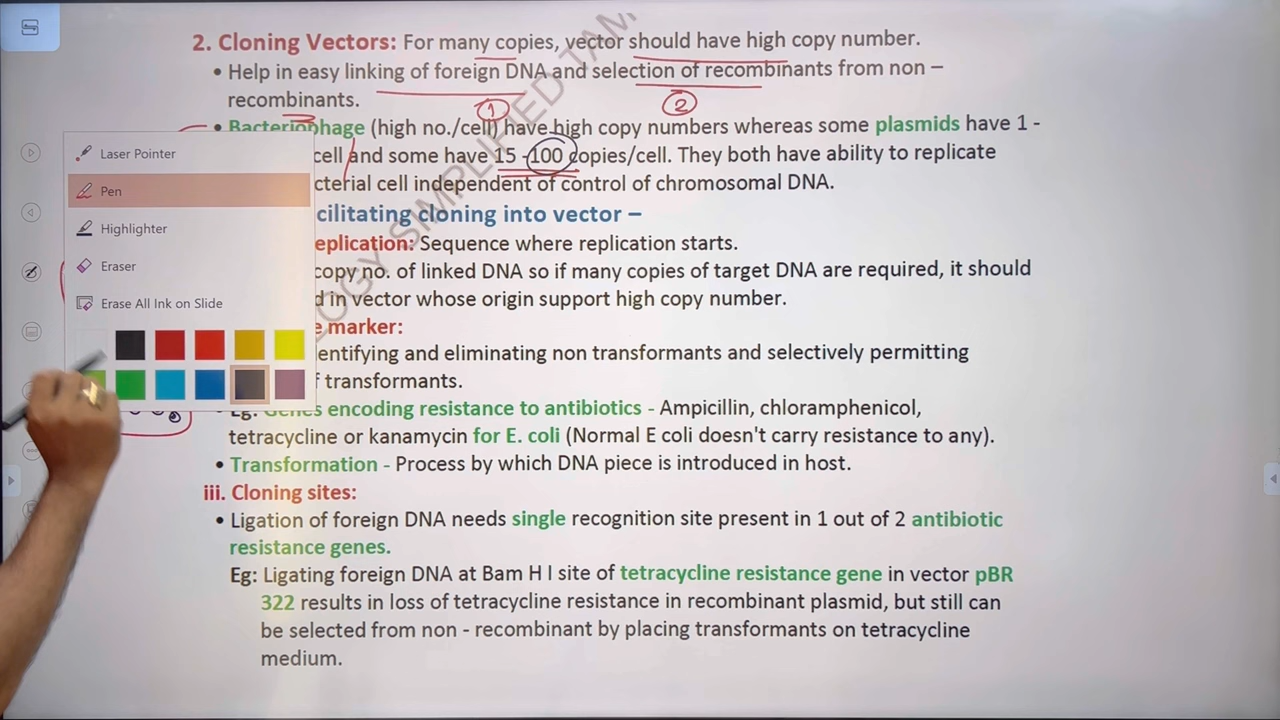 2. Cloning Vectors: For many copies, vector should have high copy number.
• Help in easy linking of foreign DNA and selection of recombinants from non –
recombinants.
1
2
• Bacteriophage (high no./cell) have high copy numbers whereas some plasmids have 1 -
cell and some have 15 -100 copies/cell. They both have ability to replicate
cterial cell independent of control of chromosomal DNA.
cilitating cloning into vector –
eplication: Sequence where replication starts.
copy no. of linked DNA so if many copies of target DNA are required, it should
d in vector whose origin support high copy number.
e marker:
entifying and eliminating non transformants and selectively permitting
f transformants.
Eg: Genes encoding resistance to antibiotics - Ampicillin, chloramphenicol,
tetracycline or kanamycin for E. coli (Normal E coli doesn't carry resistance to any).
• Transformation - Process by which DNA piece is introduced in host.
iii. Cloning sites:
• Ligation of foreign DNA needs single recognition site present in 1 out of 2 antibiotic
resistance genes.
Eg: Ligating foreign DNA at Bam H I site of tetracycline resistance gene in vector pBR
322 results in loss of tetracycline resistance in recombinant plasmid, but still can
be selected from non - recombinant by placing transformants on tetracycline
medium.
Laser Pointer
Pen
Highlighter
Eraser
Erase All Ink on Slide
SIMPLIFIED